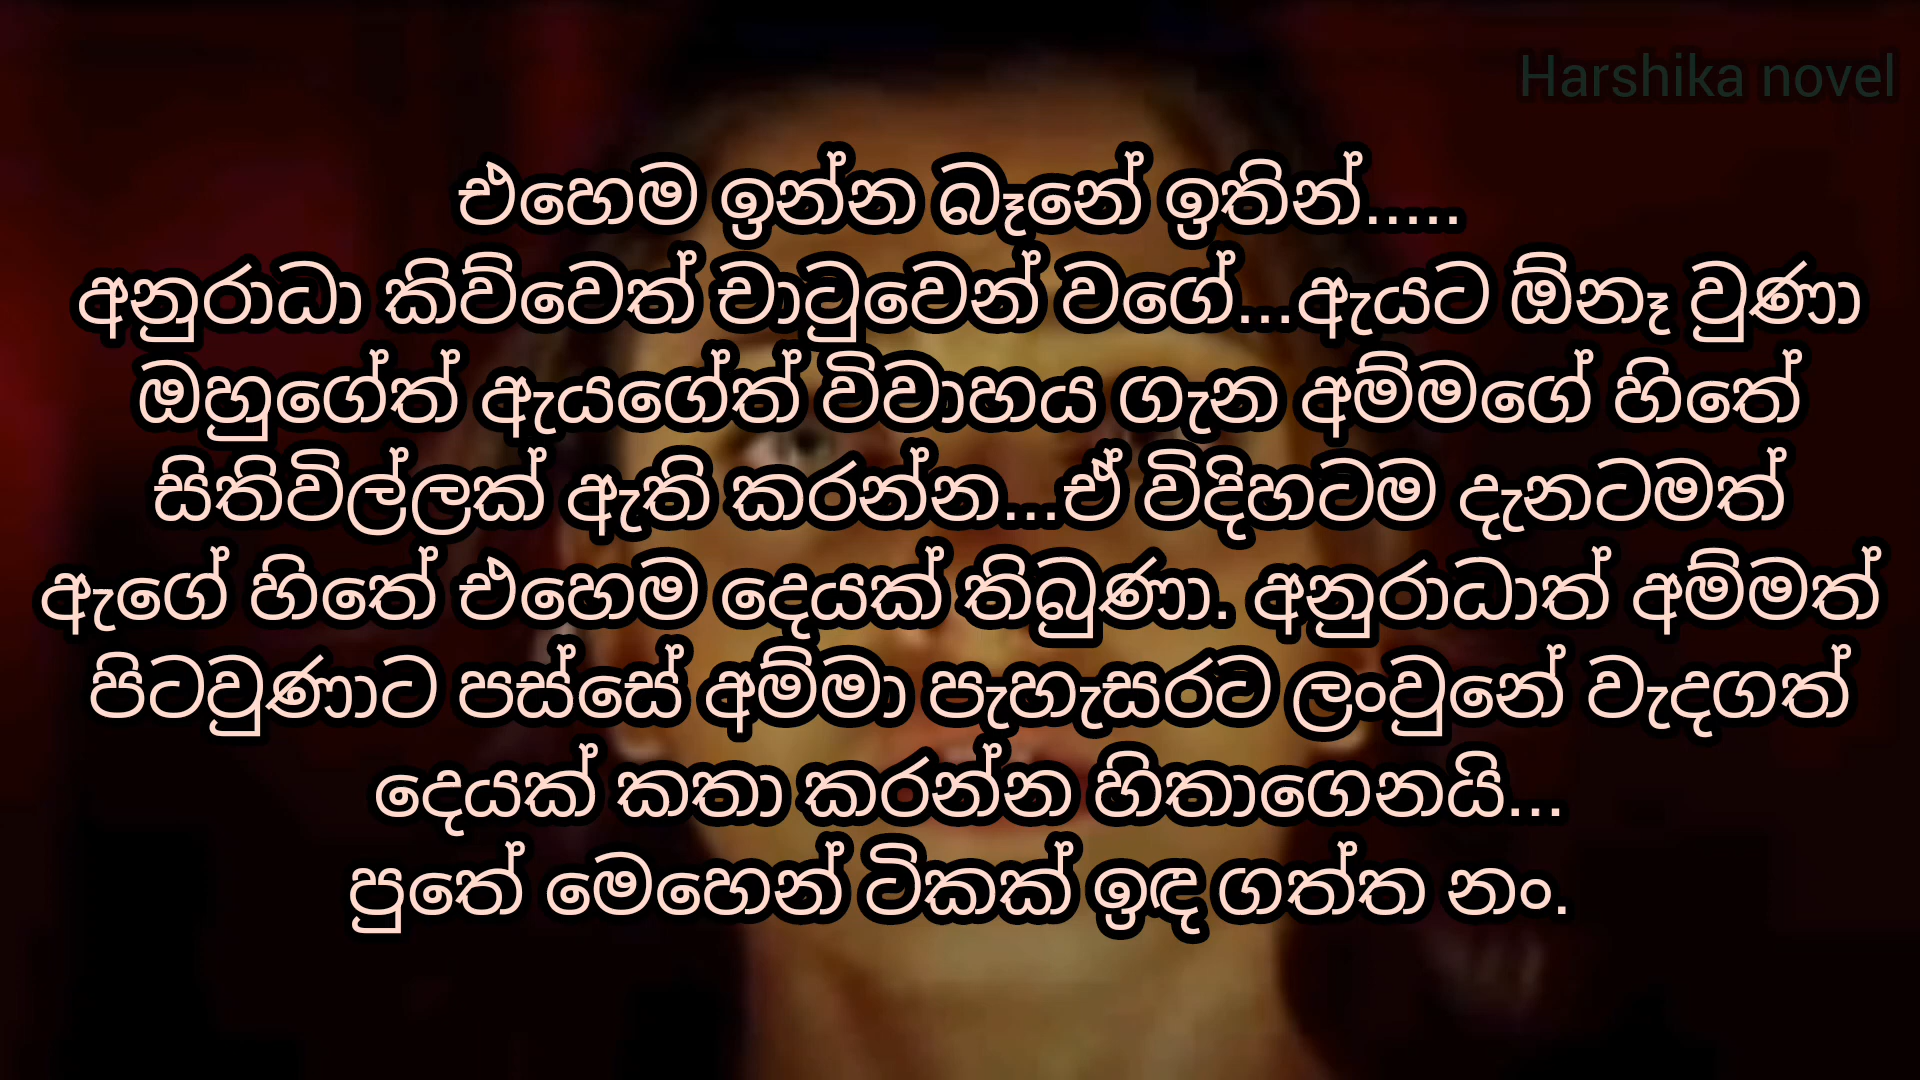 Harshika novel
එහෙම ඉන්න බෑනේ ඉතින්.....
අනුරාධා කිව්වෙත් චාටුවෙන් වගේ...ඇයට ඕනෑ වුණා
ඔහුගේත් ඇයගේත් විවාහය ගැන අම්මගේ හිතේ
සිතිවිල්ලක් ඇති කරන්න...ඒ විදිහටම දැනටමත්
ඇගේ හිතේ එහෙම දෙයක් තිබුණා. අනුරාධාත් අම්මත්
පිටවුණාට පස්සේ අම්මා පැහැසරට ලංවුනේ වැදගත්
දෙයක් කතා කරන්න හිතාගෙනයි...
පුතේ මෙහෙන් ටිකක් ඉඳ ගත්ත නං.